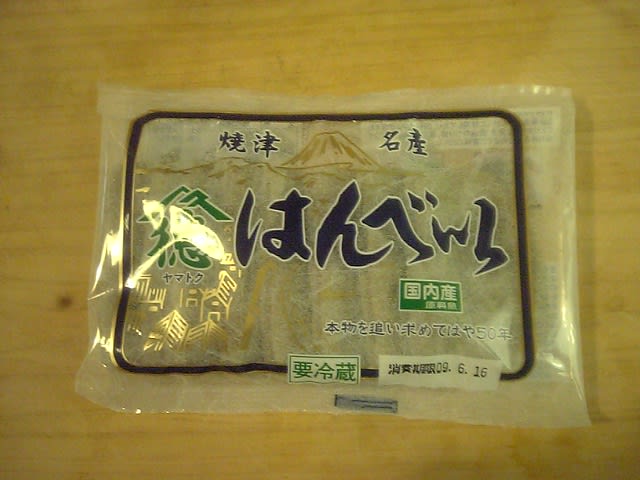 焼津 名産
徳
ヤマトク
はんぺい
国内産
原料魚
本物を追い求めてはや50年
要冷蔵
消費期限09. 6. 16